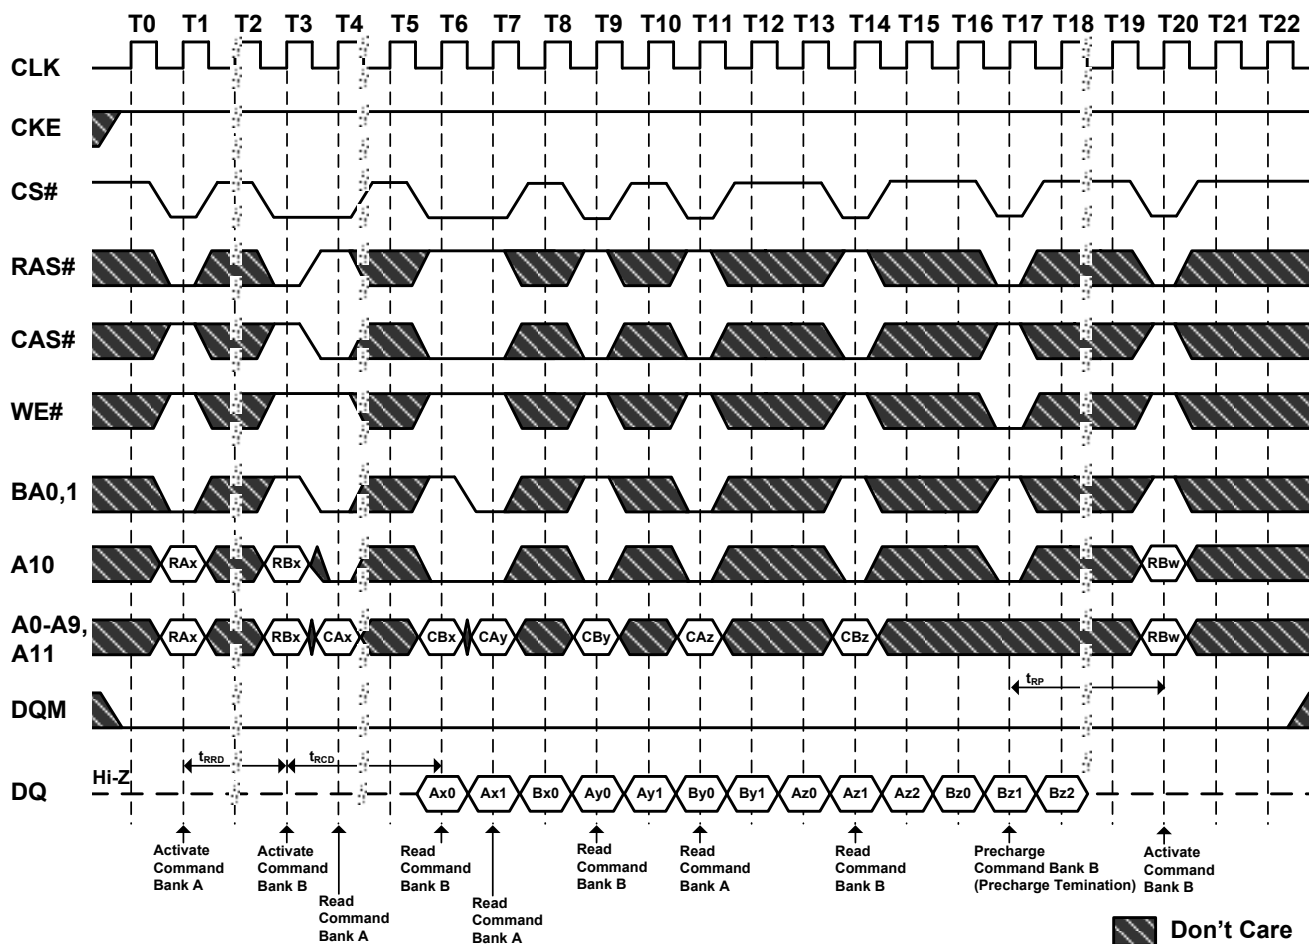 T0 T1 T2 T3 T4 T5 T6 T7 T8 T9 T10 T11 T12 T13 T14 T15 T16 T17 T18 T19 T20 T21 T22
CLK
CKE
CS#
RAS#
CAS#
WE#
BA0,1
A10
RAx RBx RBw
A0-A9,
A11
RAx RBx CAx CBx CAy CBy CAz CBz RBw
tRP
DQM
tRRD tRCD
Hi-Z
DQ
Ax0 Ax1 Bx0 Ay0 Ay1 By0 By1 Az0 Az1 Az2 Bz0 Bz1 Bz2
Activate
Command
Bank A
Activate
Command
Bank B
Read
Command
Bank A
Read
Command
Bank B
Read
Command
Bank A
Read
Command
Bank B
Read
Command
Bank A
Read
Command
Bank B
Precharge
Command Bank B
(Precharge Temination)
Activate
Command
Bank B
Don't Care